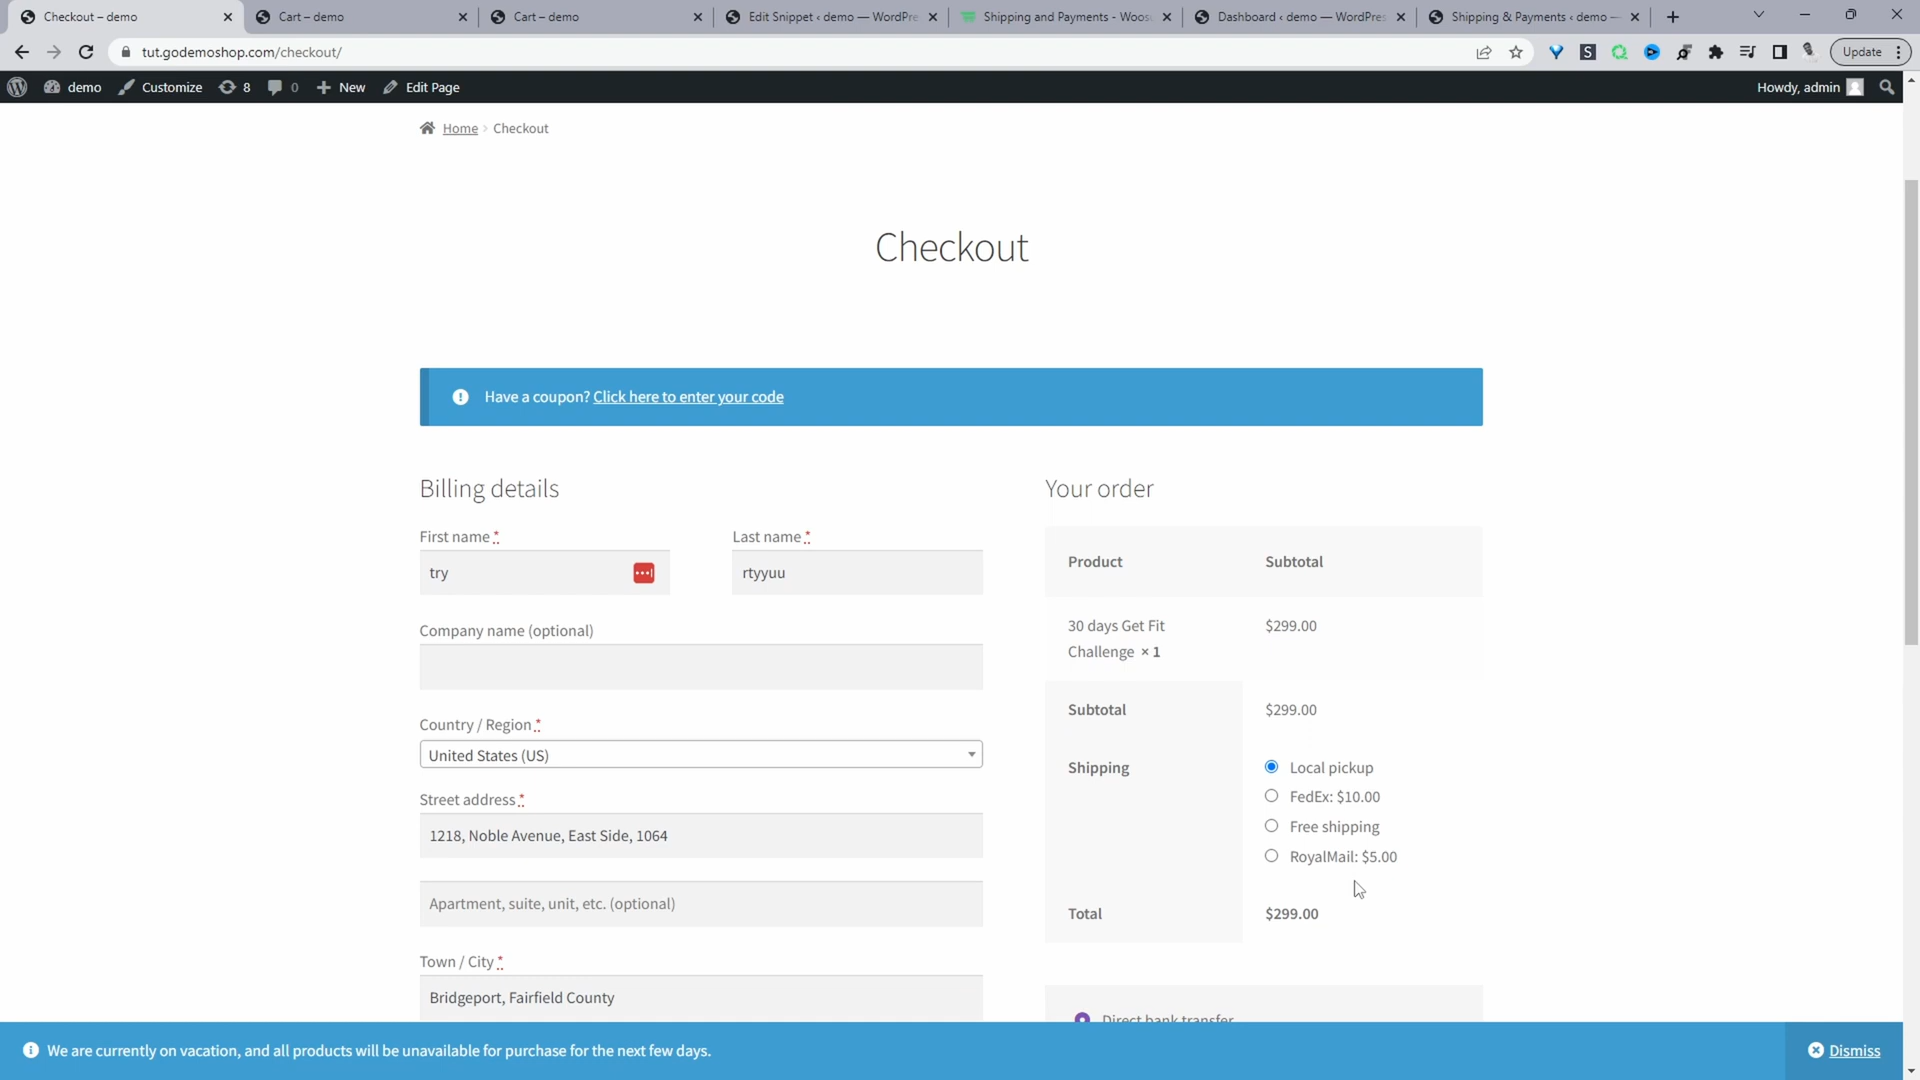 Checkout – demo
Cart – demo
Cart – demo
Edit Snippet ‹ demo — WordPre
Shipping and Payments - Woos
Dashboard ‹ demo — WordPres
Shipping & Payments ‹ demo —
tut.godemoshop.com/checkout/
S
Update
demo
Customize
8
0
New
Edit Page
Howdy, admin
Home › Checkout
Checkout
Have a coupon? Click here to enter your code
Billing details
Your order
First name *
Last name *
try
rtyyuu
Product
Subtotal
30 days Get Fit
Challenge × 1
$299.00
Company name (optional)
Subtotal
$299.00
Country / Region *
United States (US)
Shipping
Local pickup
FedEx: $10.00
Free shipping
RoyalMail: $5.00
Street address *
1218, Noble Avenue, East Side, 1064
Apartment, suite, unit, etc. (optional)
Total
$299.00
Town / City *
Bridgeport, Fairfield County
Direct bank transfer
We are currently on vacation, and all products will be unavailable for purchase for the next few days.
Dismiss